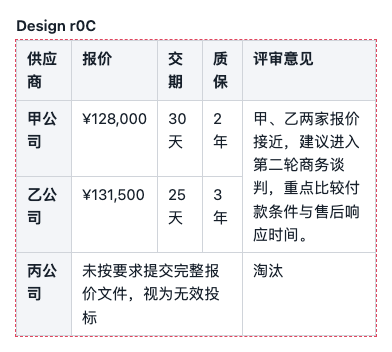 Design r0C
供应
商
报价
交
期
质
保
评审意见
甲公
司
¥128,000
30
天
2
年
甲、乙两家报价
接近，建议进入
第二轮商务谈
判，重点比较付
款条件与售后响
应时间。
乙公
司
¥131,500
25
天
3
年
丙公
司
未按要求提交完整报
价文件，视为无效投
标
淘汰